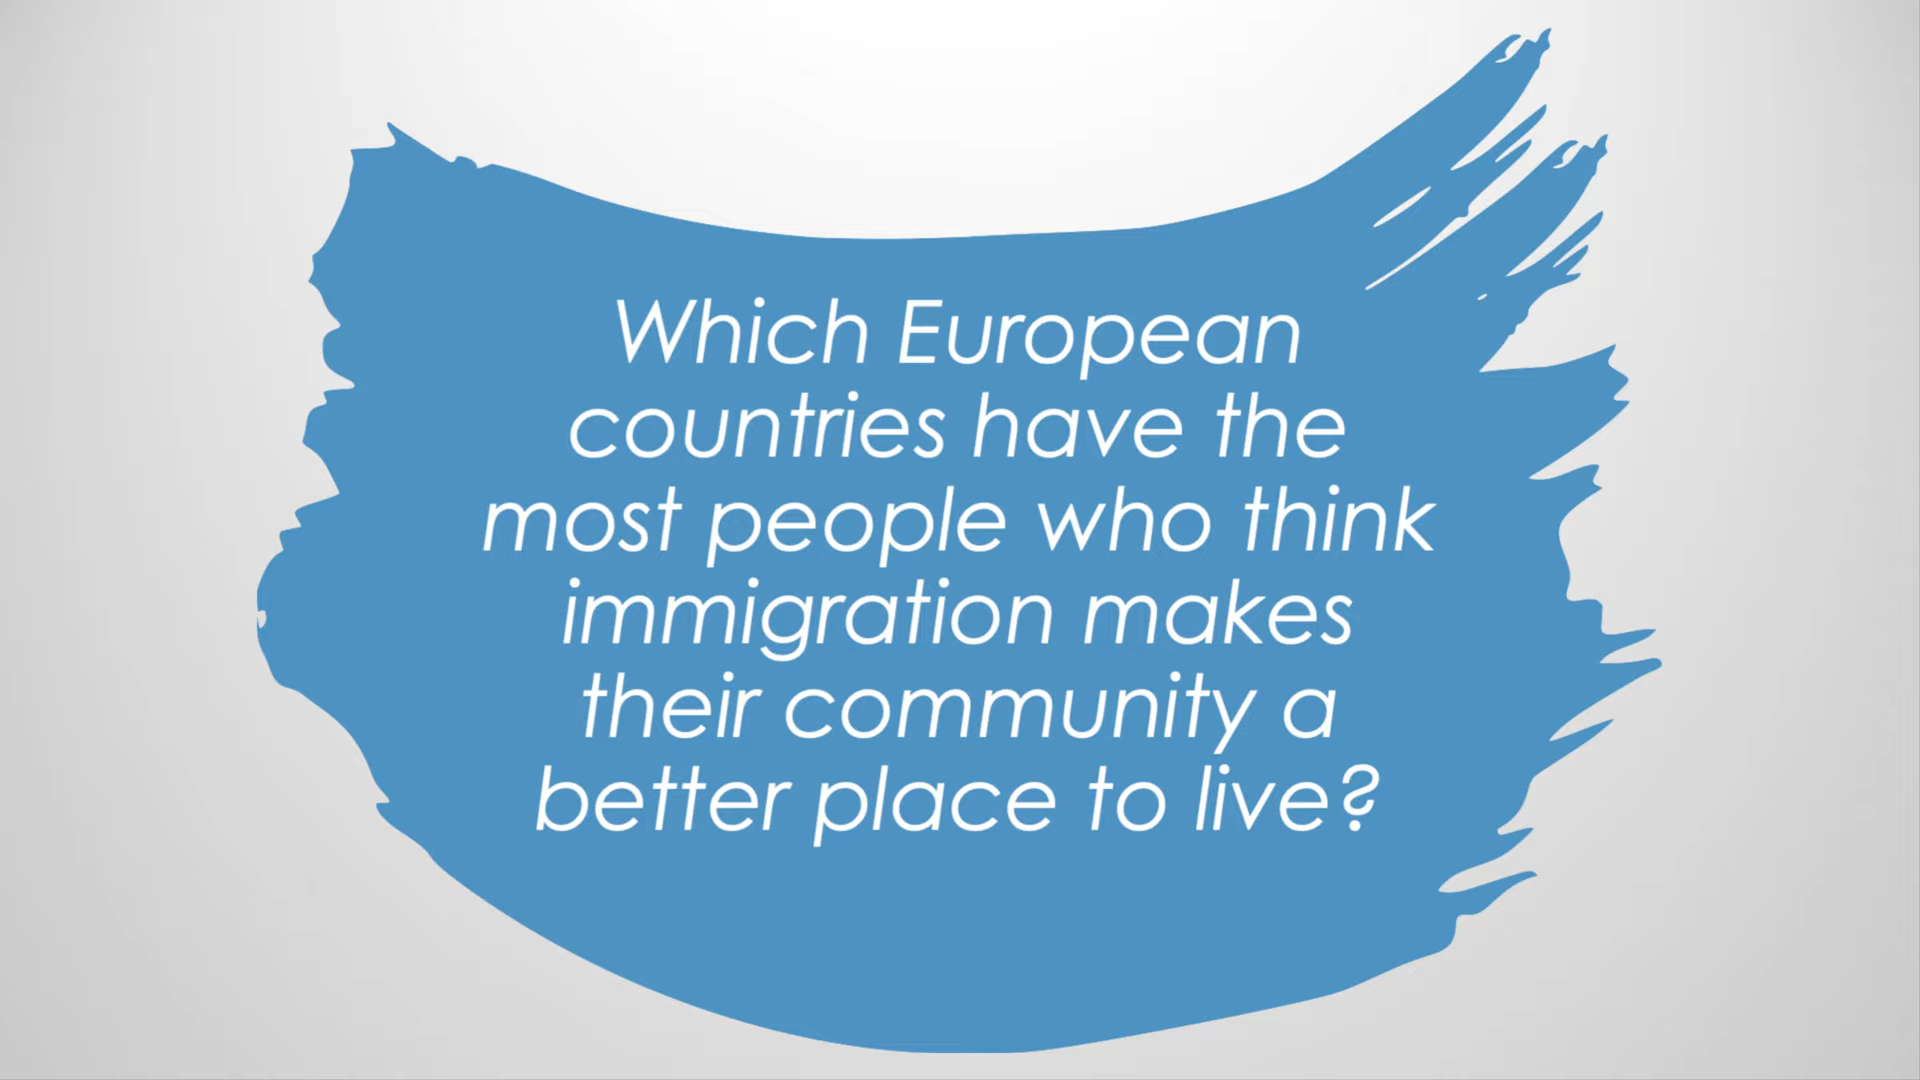 Which European
countries have the
most people who think
immigration makes
their community a
better place to live?